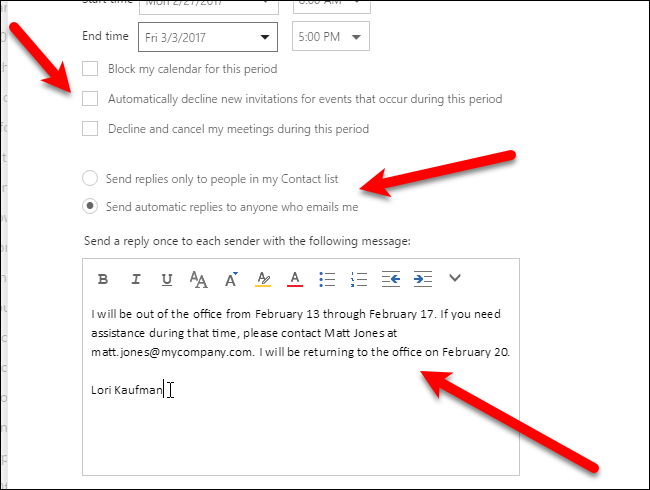 Start time Mon 2/27/2017 8:00 AM
End time Fri 3/3/2017 5:00 PM
Block my calendar for this period
Automatically decline new invitations for events that occur during this period
Decline and cancel my meetings during this period
Send replies only to people in my Contact list
Send automatic replies to anyone who emails me
Send a reply once to each sender with the following message:
B I U AA A A A
I will be out of the office from February 13 through February 17. If you need
assistance during that time, please contact Matt Jones at
matt.jones@mycompany.com. I will be returning to the office on February 20.
Lori Kaufman